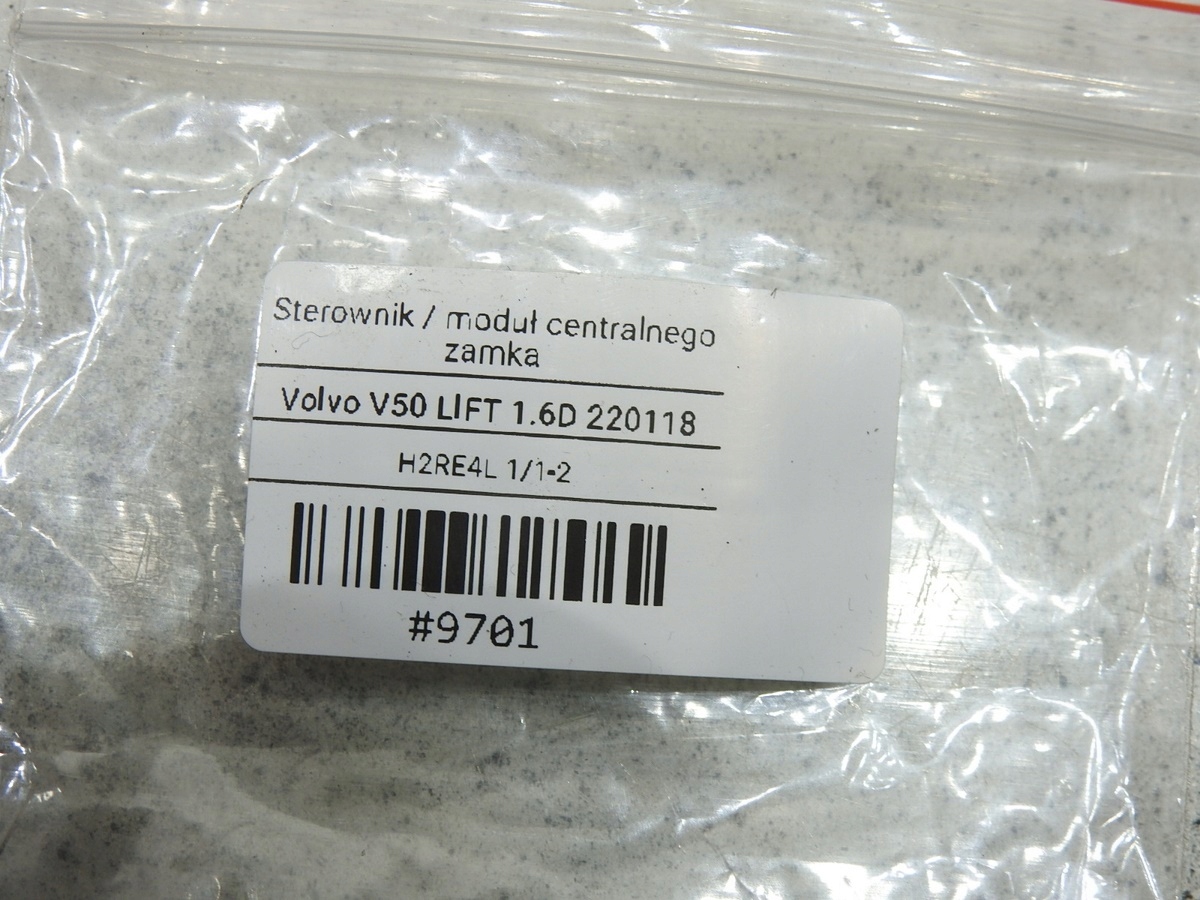 Sterownik / moduł centralnego
zamka
Volvo V50 LIFT 1.6D 220118
H2RE4L 1/1-2
#9701